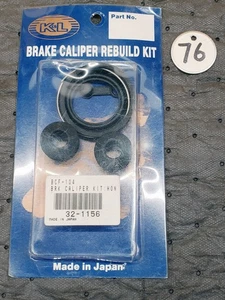 K&L
Part No.
BRAKE CALIPER REBUILD KIT
76
BCF-104
BRK CALIPER KIT:HON
32-1156
MADE IN JAPAN
Made in Japan